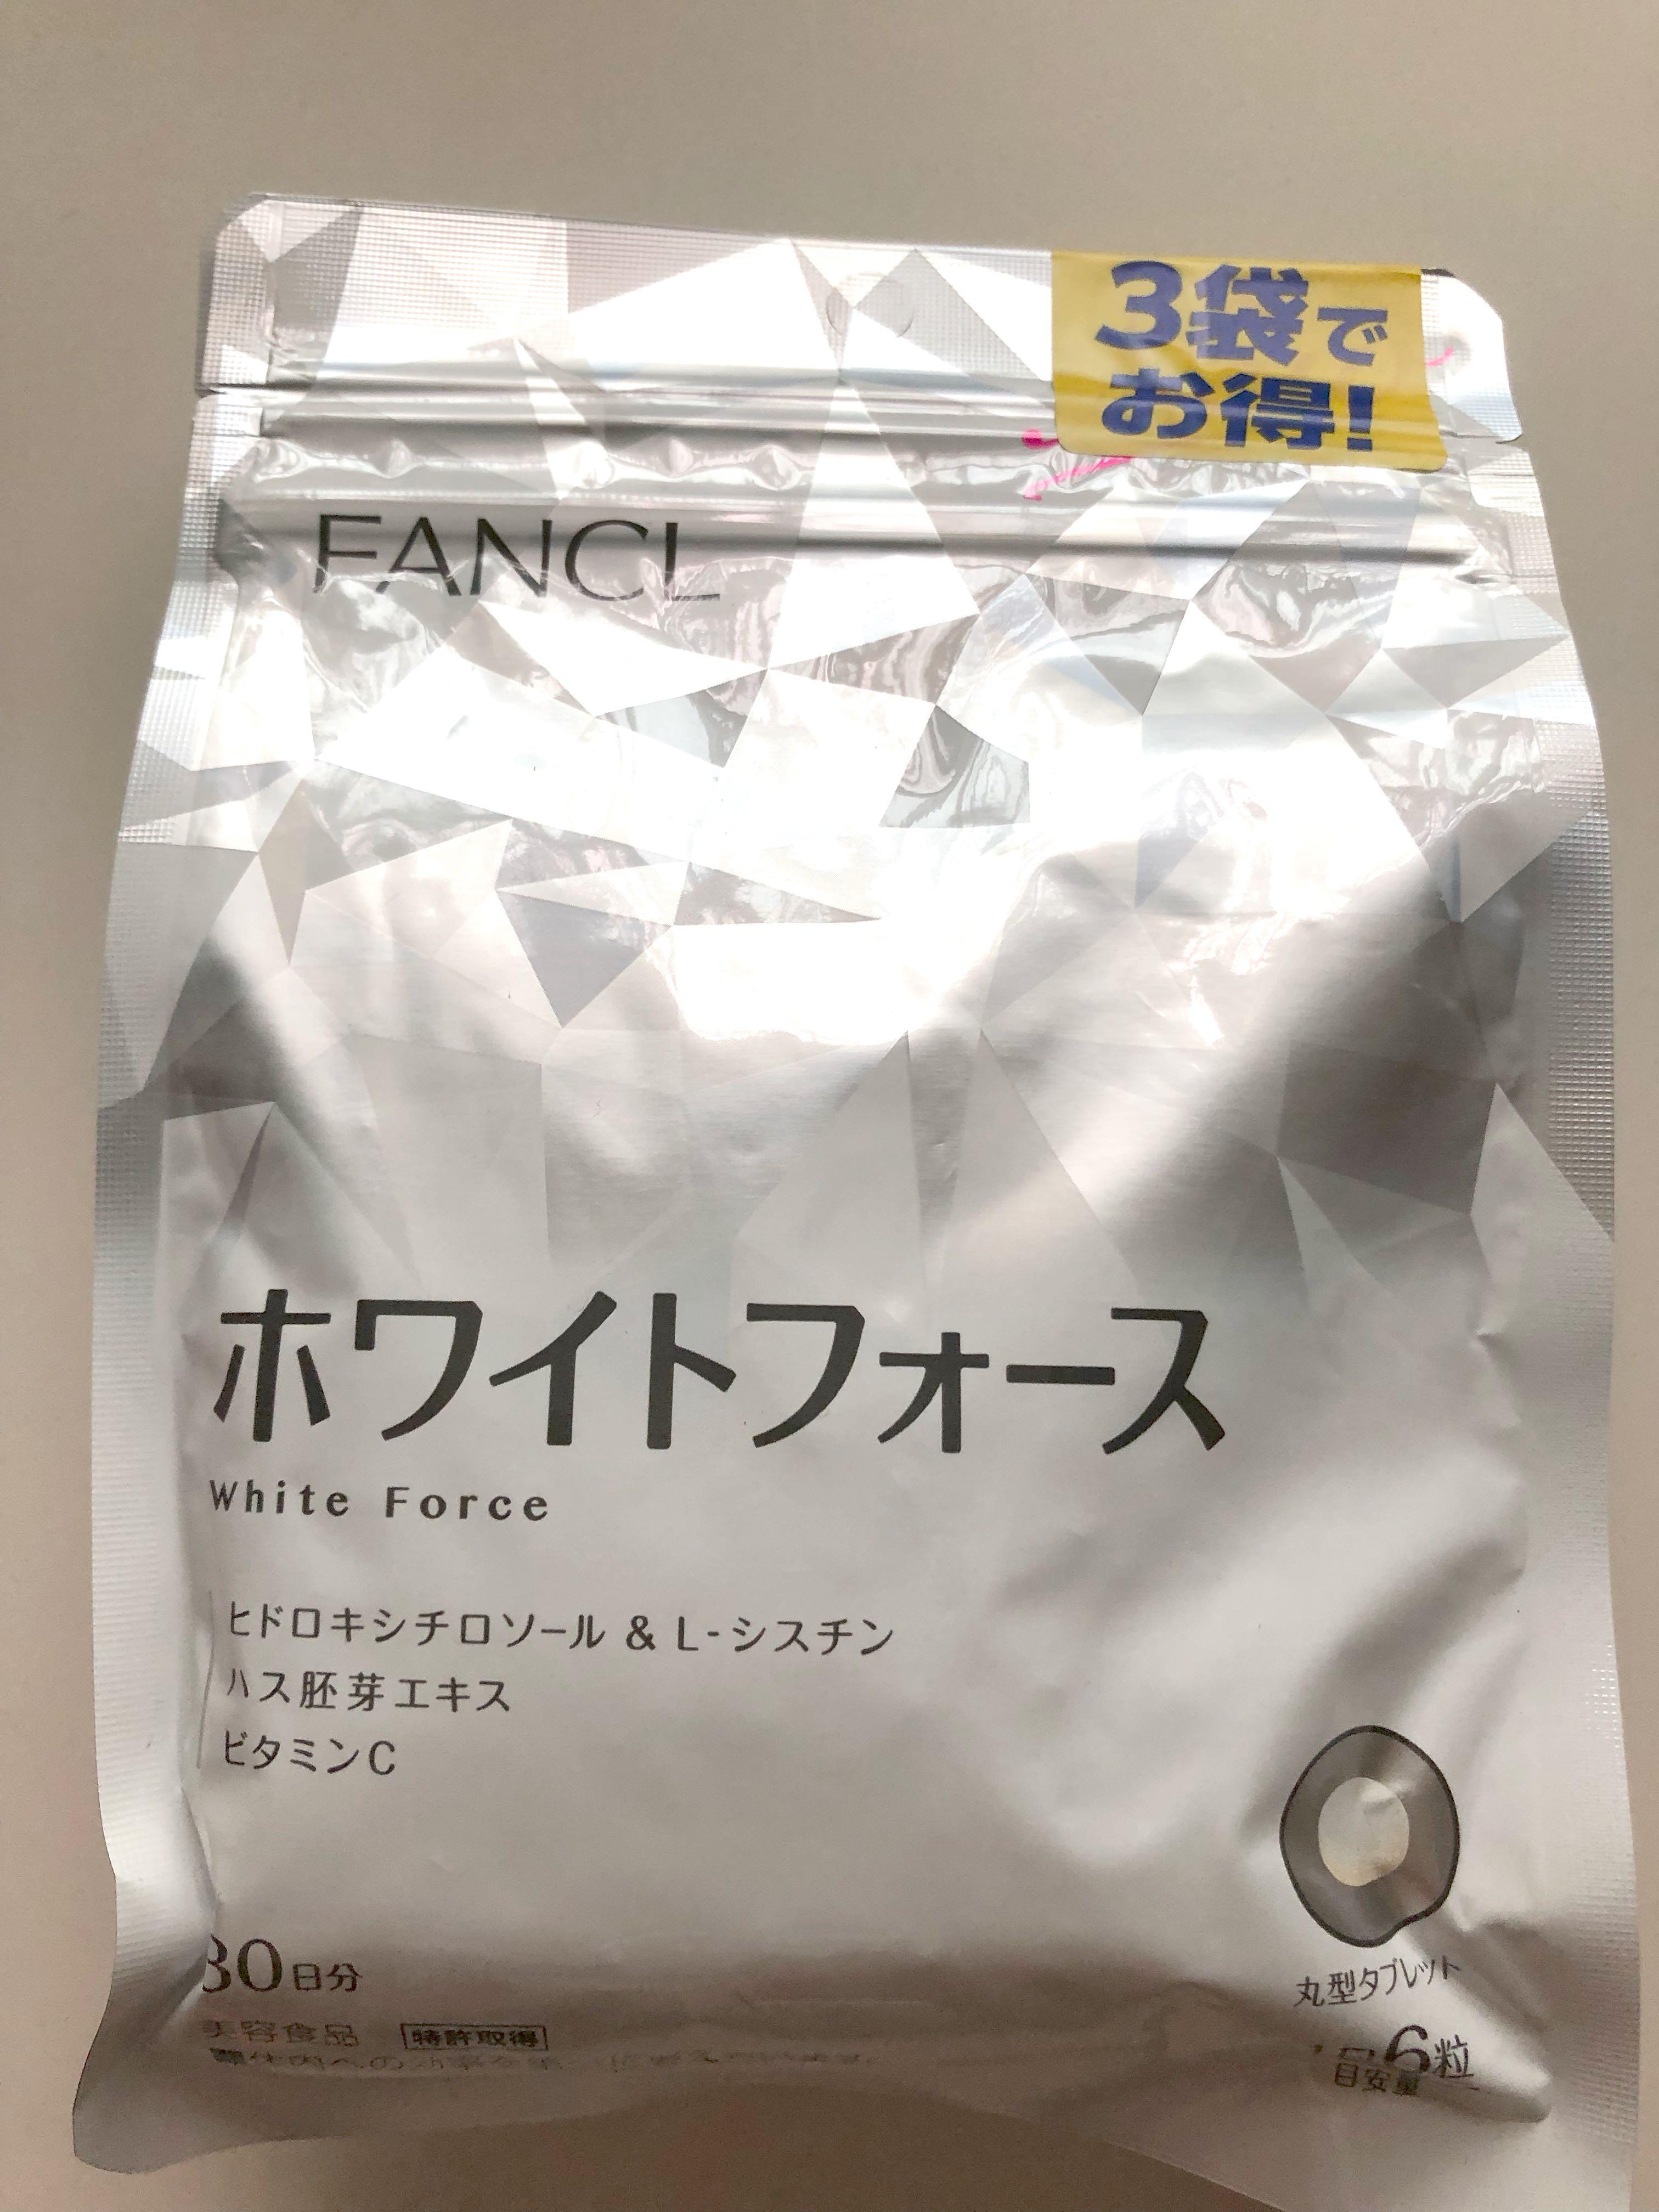 3袋で
お得!
FANCL
ホワイトフォース
White Force
ヒドロキシチロソール & L-シスチン
ハス胚芽エキス
ビタミンC
30日分
丸型タブレット
美容食品 特許取得
6粒
目安量